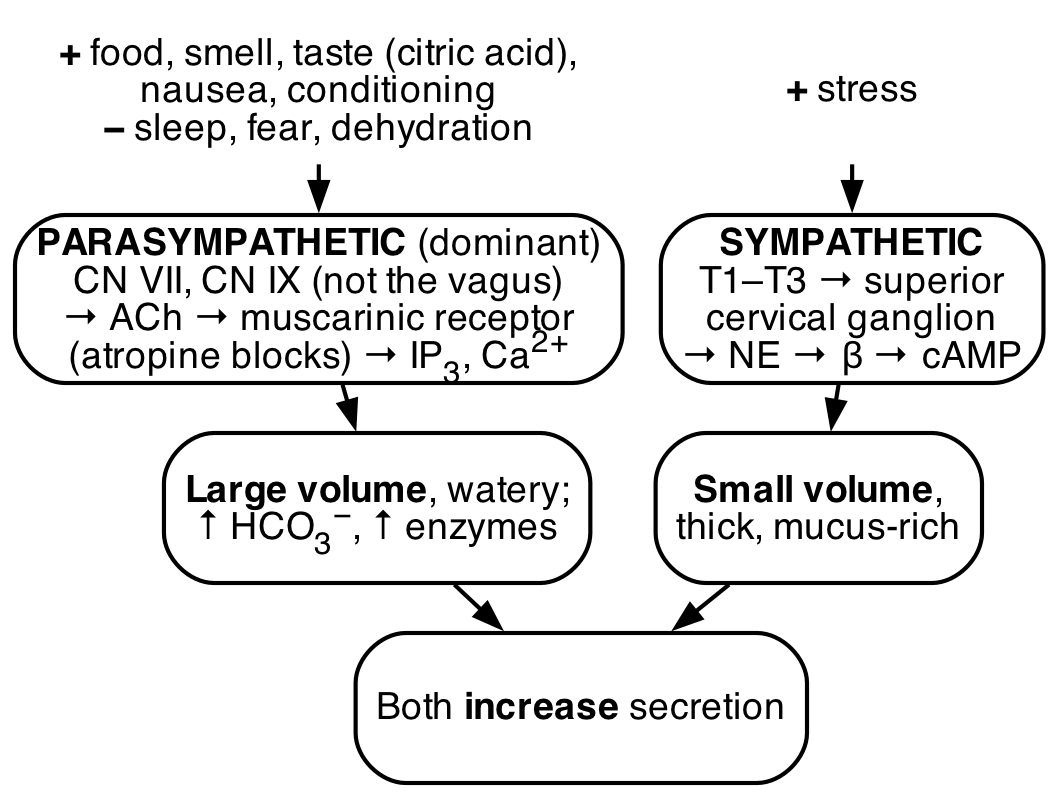 + food, smell, taste (citric acid),
nausea, conditioning
– sleep, fear, dehydration
+ stress
PARASYMPATHETIC (dominant)
CN VII, CN IX (not the vagus)
→ ACh → muscarinic receptor
(atropine blocks) → IP₃, Ca²⁺
SYMPATHETIC
T1–T3 → superior
cervical ganglion
→ NE → β → cAMP
Large volume, watery;
↑ HCO₃⁻, ↑ enzymes
Small volume,
thick, mucus-rich
Both increase secretion